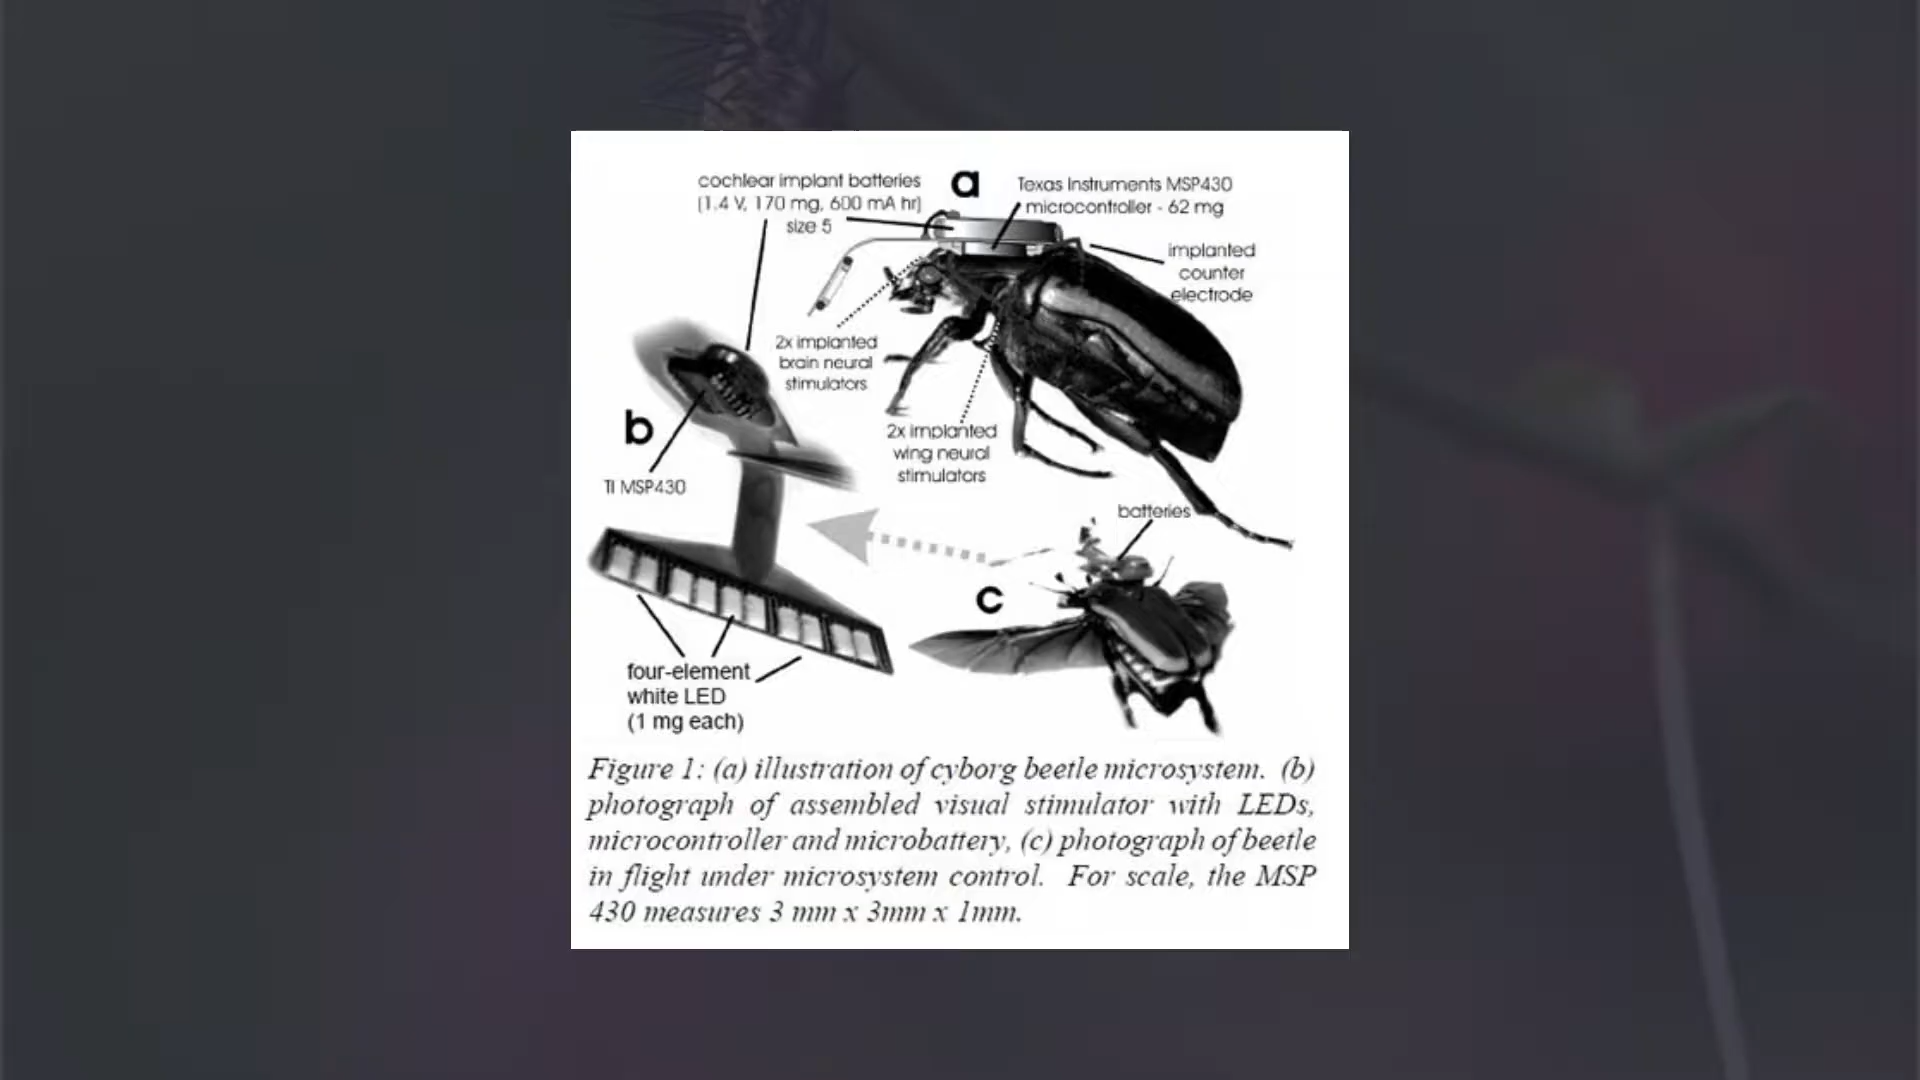 a
cochlear implant batteries
(1.4 V, 170 mg, 600 mA hr)
size 5
Texas Instruments MSP430
microcontroller - 62 mg
implanted
counter
electrode
2x implanted
brain neural
stimulators
b
2x implanted
wing neural
stimulators
TI MSP430
batteries
c
four-element
white LED
(1 mg each)
Figure 1: (a) illustration of cyborg beetle microsystem. (b)
photograph of assembled visual stimulator with LEDs,
microcontroller and microbattery, (c) photograph of beetle
in flight under microsystem control. For scale, the MSP
430 measures 3 mm x 3mm x 1mm.